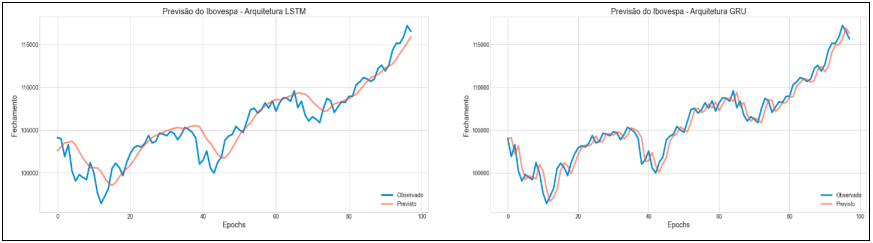 Previsão do Ibovespa - Arquitetura LSTM
Fechamento
115000
110000
105000
100000
0
20
40
60
80
100
Epochs
Observado
Previsto
Previsão do Ibovespa - Arquitetura GRU
Fechamento
115000
110000
105000
100000
0
20
40
60
80
100
Epochs
Observado
Previsto